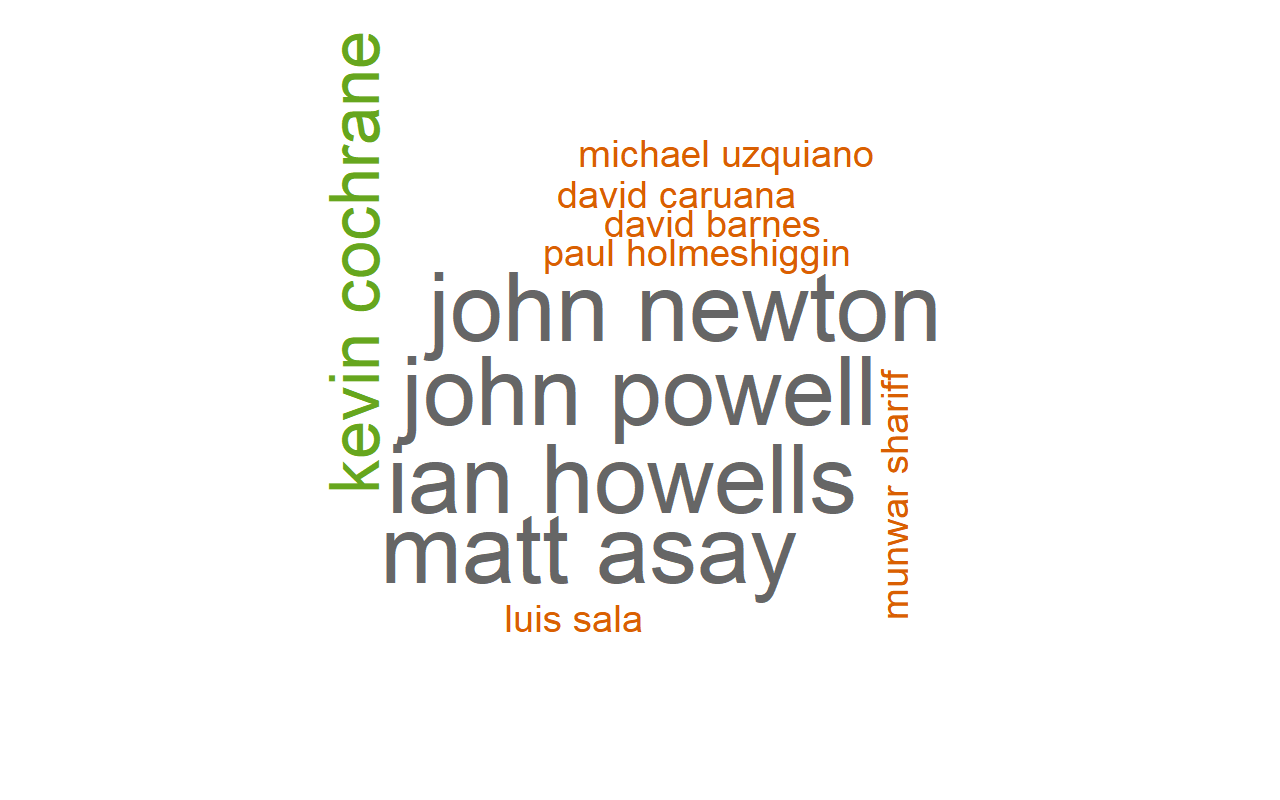 kevin cochrane
michael uzquiano
david caruana
david barnes
paul holmeshiggin
john newton
john powell
ian howells
matt asay
munwar shariff
luis sala